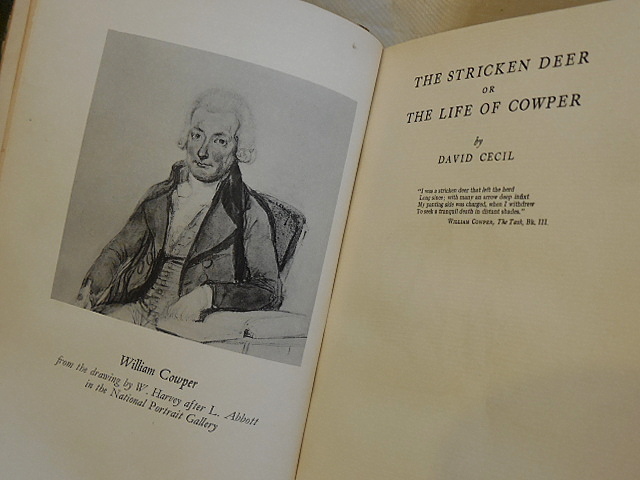 William Cowper
from the drawing by W. Harvey after L. Abbott
in the National Portrait Gallery
THE STRICKEN DEER
OR
THE LIFE OF COWPER
by
DAVID CECIL
"I was a stricken deer that left the herd
Long since; with many an arrow deep infixt
My panting side was charged, when I withdrew
To seek a tranquil death in distant shades."
WILLIAM COWPER, The Task, Bk. III.